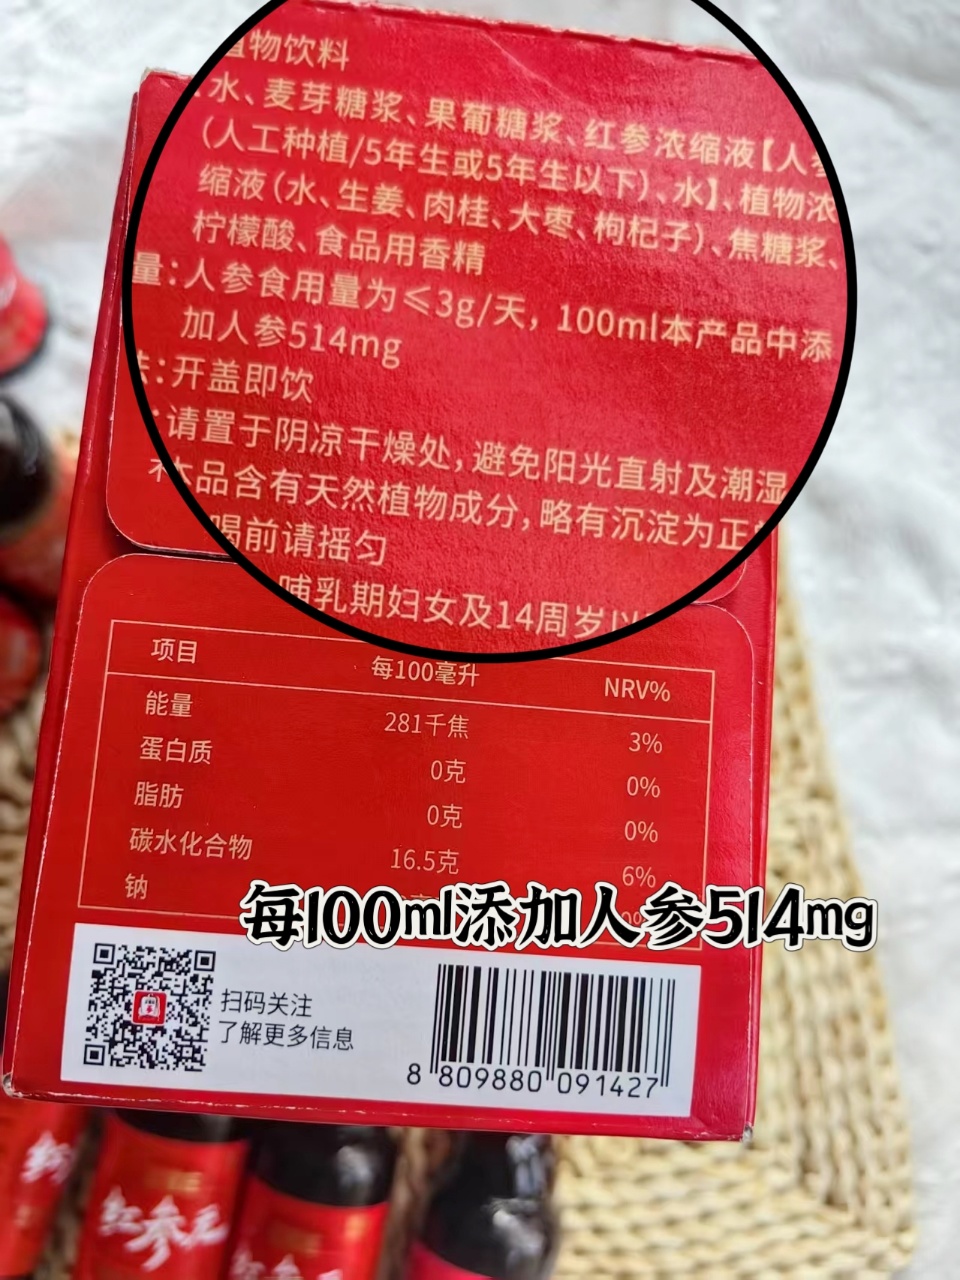 植物饮料
水、麦芽糖浆、果葡糖浆、红参浓缩液【人参
(人工种植/5年生或5年生以下)、水】、植物浓
缩液(水、生姜、肉桂、大枣、枸杞子)、焦糖浆、
柠檬酸、食品用香精
量:人参食用量为≤3g/天, 100ml本产品中添
加人参514mg
法:开盖即饮
:请置于阴凉干燥处,避免阳光直射及潮湿
本品含有天然植物成分,略有沉淀为正常
喝前请摇匀
哺乳期妇女及14周岁以
项目 每100毫升 NRV%
能量 281千焦 3%
蛋白质 0克 0%
脂肪 0克 0%
碳水化合物 16.5克 6%
钠
每100ml添加人参514mg
扫码关注
了解更多信息
8 809880 091427
红参元
红参元